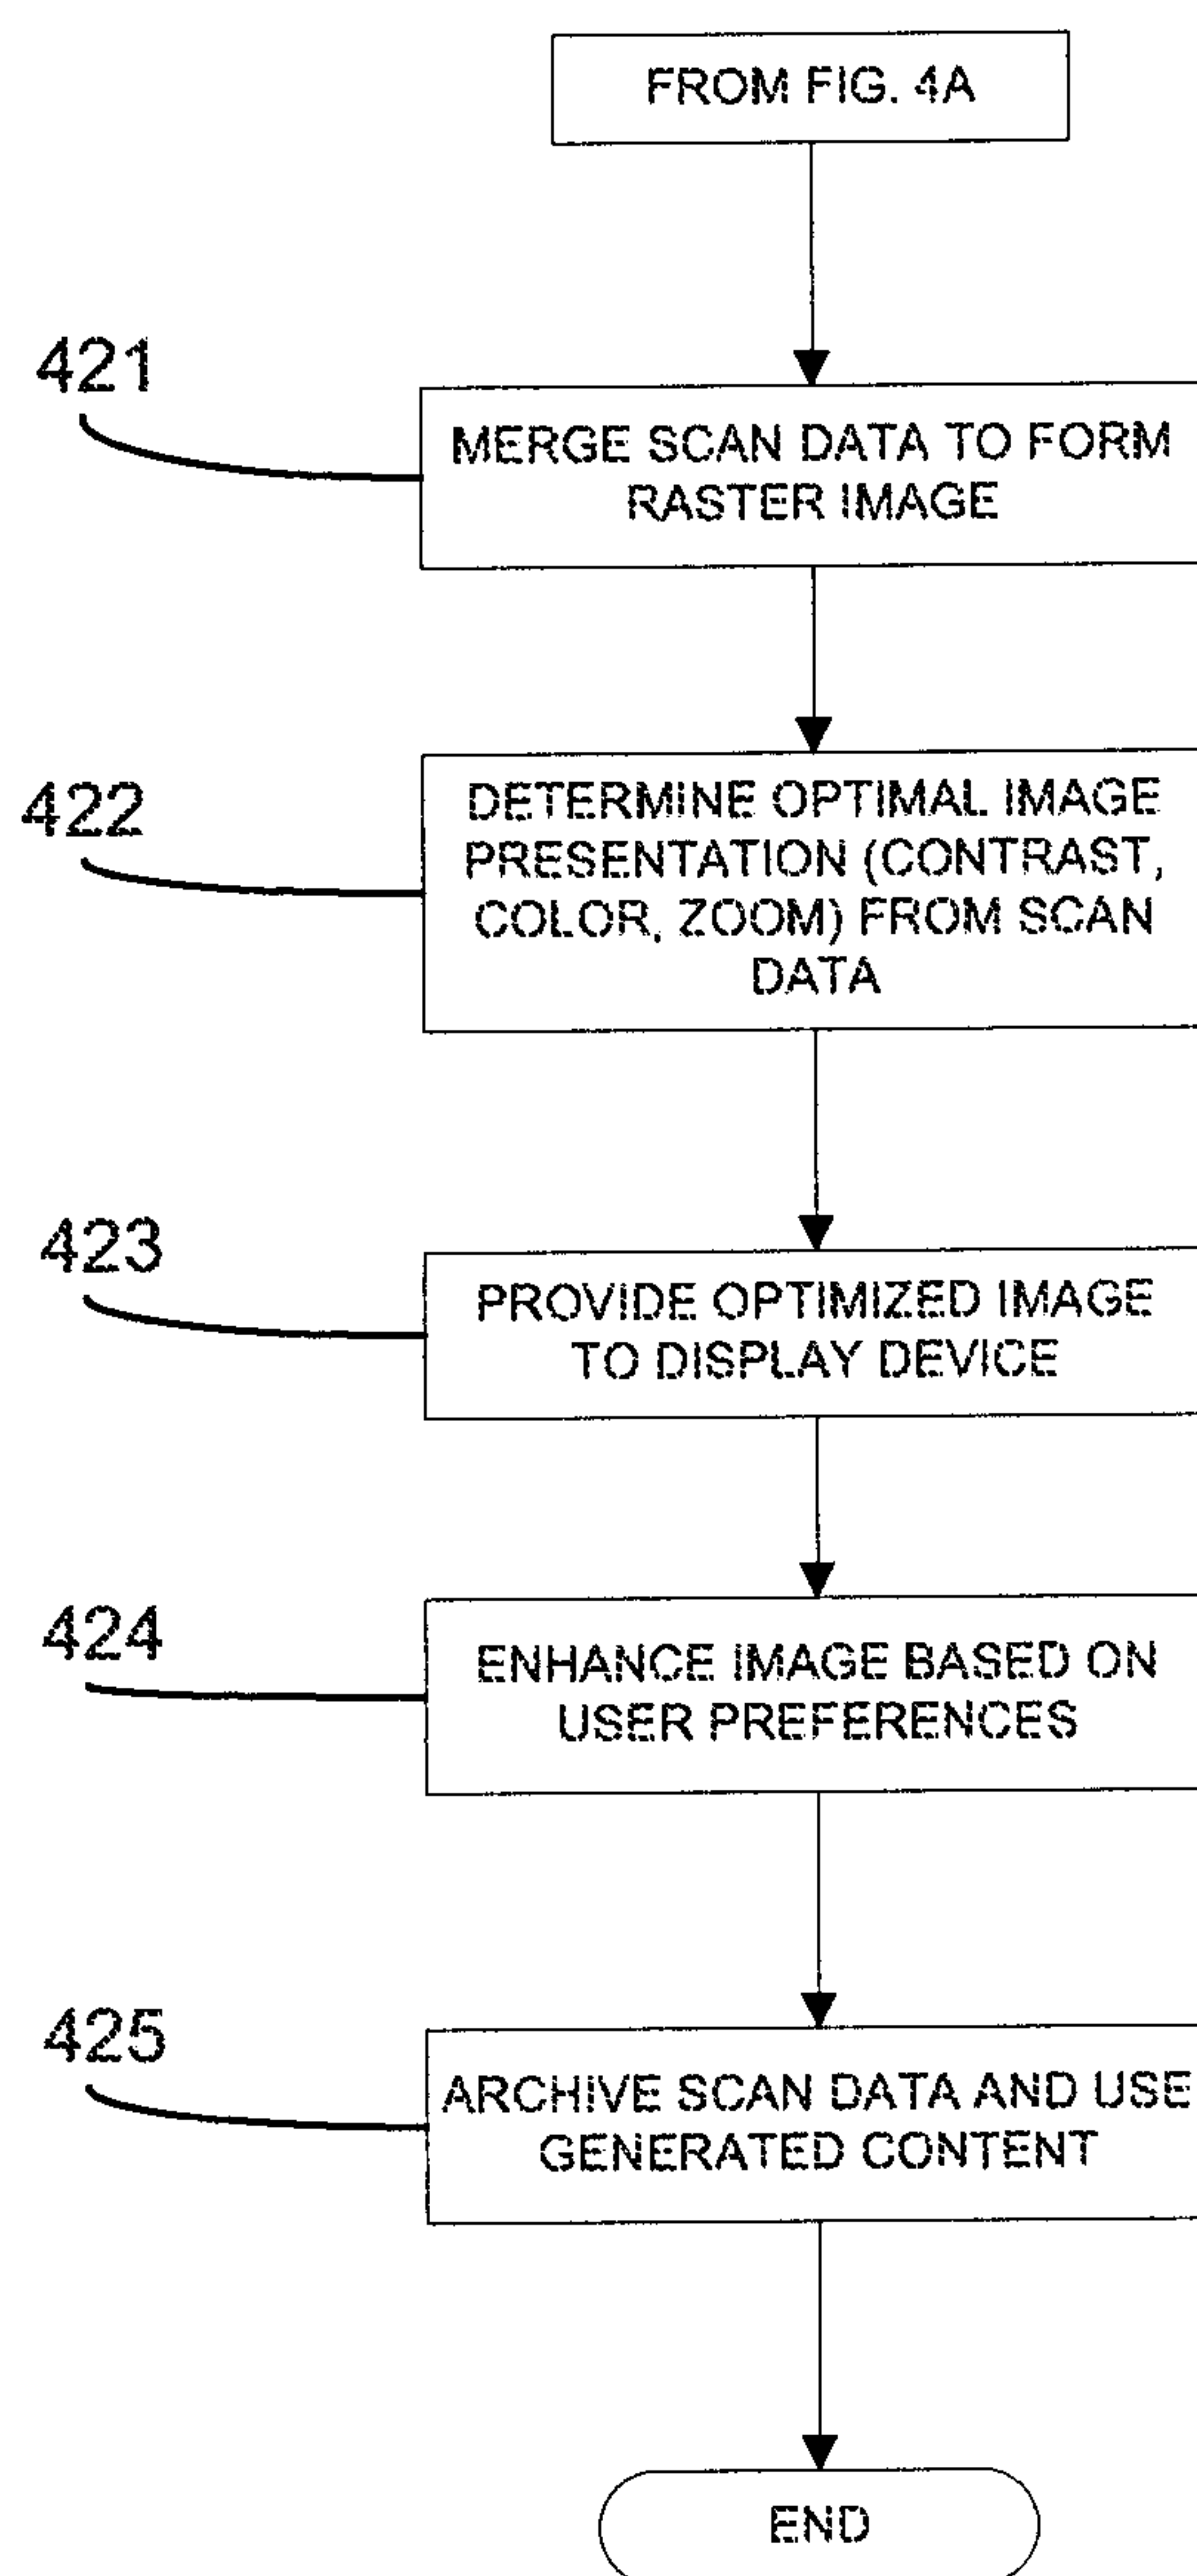 FROM FIG. 4A
421
MERGE SCAN DATA TO FORM
RASTER IMAGE
422
DETERMINE OPTIMAL IMAGE
PRESENTATION (CONTRAST,
COLOR, ZOOM) FROM SCAN
DATA
423
PROVIDE OPTIMIZED IMAGE
TO DISPLAY DEVICE
424
ENHANCE IMAGE BASED ON
USER PREFERENCES
425
ARCHIVE SCAN DATA AND USE
GENERATED CONTENT
END